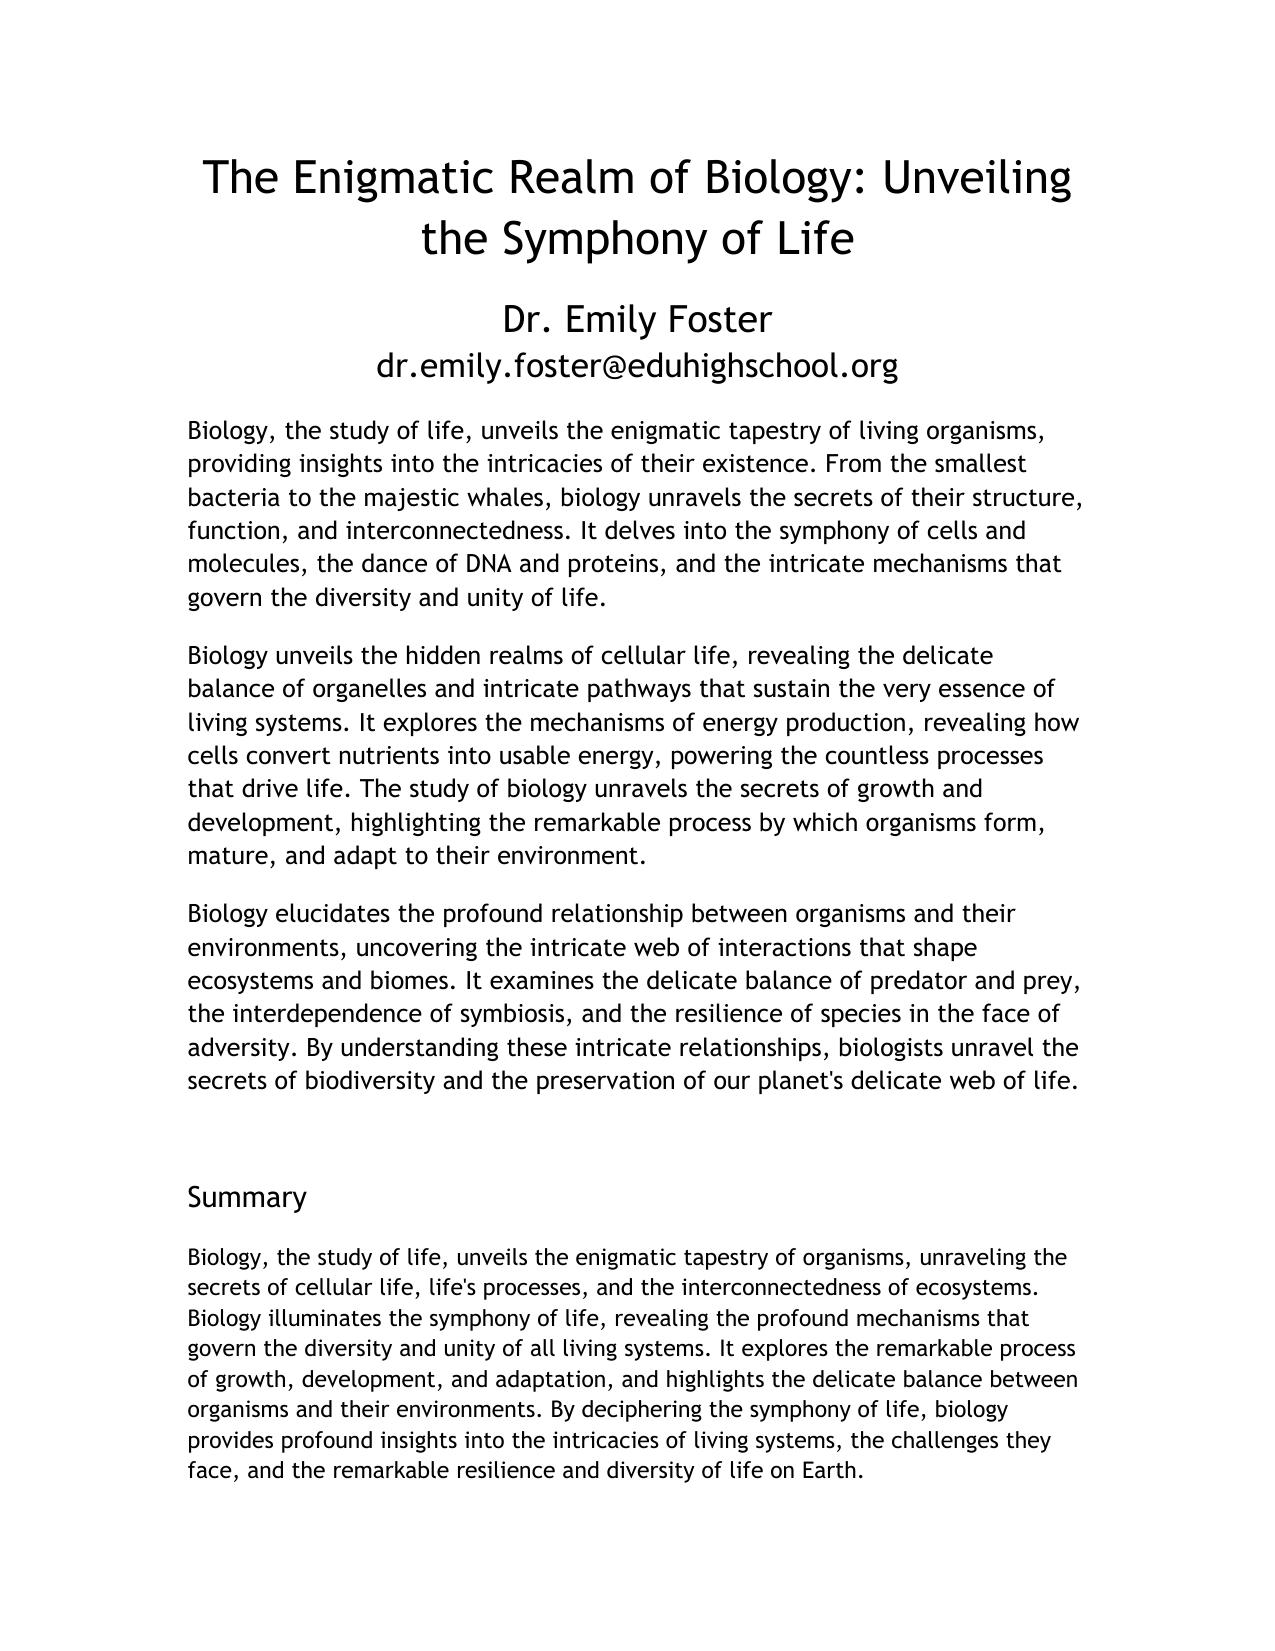 The Enigmatic Realm of Biology: Unveiling
the Symphony of Life
Dr. Emily Foster
dr.emily.foster@eduhighschool.org
Biology, the study of life, unveils the enigmatic tapestry of living organisms,
providing insights into the intricacies of their existence. From the smallest
bacteria to the majestic whales, biology unravels the secrets of their structure,
function, and interconnectedness. It delves into the symphony of cells and
molecules, the dance of DNA and proteins, and the intricate mechanisms that
govern the diversity and unity of life.
Biology unveils the hidden realms of cellular life, revealing the delicate
balance of organelles and intricate pathways that sustain the very essence of
living systems. It explores the mechanisms of energy production, revealing how
cells convert nutrients into usable energy, powering the countless processes
that drive life. The study of biology unravels the secrets of growth and
development, highlighting the remarkable process by which organisms form,
mature, and adapt to their environment.
Biology elucidates the profound relationship between organisms and their
environments, uncovering the intricate web of interactions that shape
ecosystems and biomes. It examines the delicate balance of predator and prey,
the interdependence of symbiosis, and the resilience of species in the face of
adversity. By understanding these intricate relationships, biologists unravel the
secrets of biodiversity and the preservation of our planet's delicate web of life.
Summary
Biology, the study of life, unveils the enigmatic tapestry of organisms, unraveling the
secrets of cellular life, life's processes, and the interconnectedness of ecosystems.
Biology illuminates the symphony of life, revealing the profound mechanisms that
govern the diversity and unity of all living systems. It explores the remarkable process
of growth, development, and adaptation, and highlights the delicate balance between
organisms and their environments. By deciphering the symphony of life, biology
provides profound insights into the intricacies of living systems, the challenges they
face, and the remarkable resilience and diversity of life on Earth.